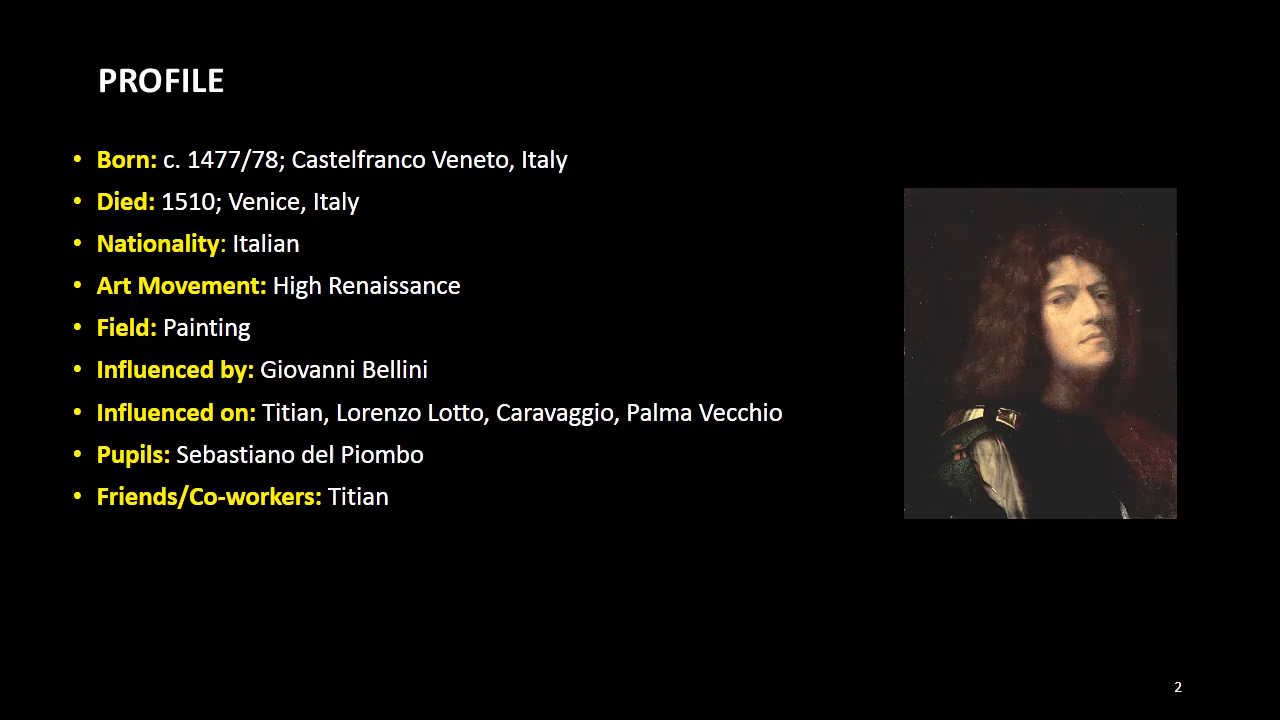 PROFILE
• Born: c. 1477/78; Castelfranco Veneto, Italy
• Died: 1510; Venice, Italy
• Nationality: Italian
• Art Movement: High Renaissance
• Field: Painting
• Influenced by: Giovanni Bellini
• Influenced on: Titian, Lorenzo Lotto, Caravaggio, Palma Vecchio
• Pupils: Sebastiano del Piombo
• Friends/Co-workers: Titian
2